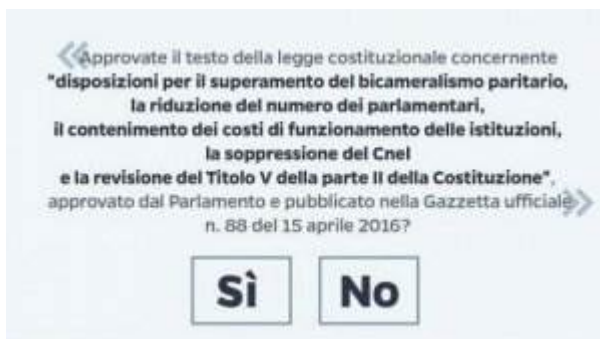 «Approvate il testo della legge costituzionale concernente
"disposizioni per il superamento del bicameralismo paritario,
la riduzione del numero dei parlamentari,
il contenimento dei costi di funzionamento delle istituzioni,
la soppressione del Cnel
e la revisione del Titolo V della parte II della Costituzione",
approvato dal Parlamento e pubblicato nella Gazzetta ufficiale»
n. 88 del 15 aprile 2016?
Sì No